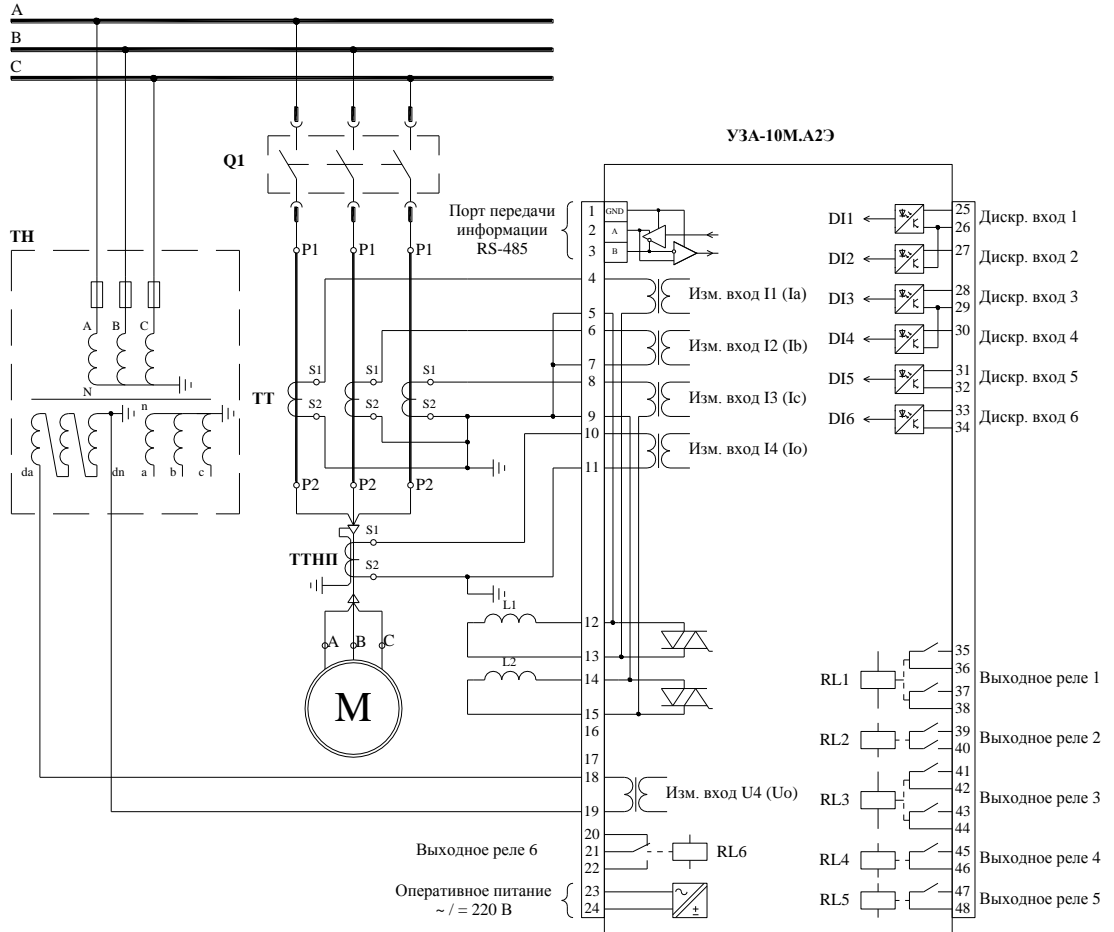 A
B
C
Q1
УЗА-10М.А2Э
Порт передачи
информации
RS-485
1 GND
2 A
3 B
4
5
6
7
8
9
10
11
12
13
14
15
16
17
18
19
20
21
22
23
24
Изм. вход I1 (Ia)
Изм. вход I2 (Ib)
Изм. вход I3 (Ic)
Изм. вход I4 (Io)
Изм. вход U4 (Uo)
ТН
A B C
N
n
da dn a b c
P1 P1 P1
ТТ
S1 S1 S1
S2 S2 S2
P2 P2 P2
ТТНП
S1
S2
A B C
M
L1
L2
Выходное реле 6
RL6
Оперативное питание
~ / = 220 В
DI1 25 Дискр. вход 1
26
DI2 27 Дискр. вход 2
DI3 28 Дискр. вход 3
29
DI4 30 Дискр. вход 4
DI5 31 Дискр. вход 5
32
DI6 33 Дискр. вход 6
34
RL1 35
36 Выходное реле 1
37
38
RL2 39 Выходное реле 2
40
RL3 41
42 Выходное реле 3
43
44
RL4 45 Выходное реле 4
46
RL5 47 Выходное реле 5
48